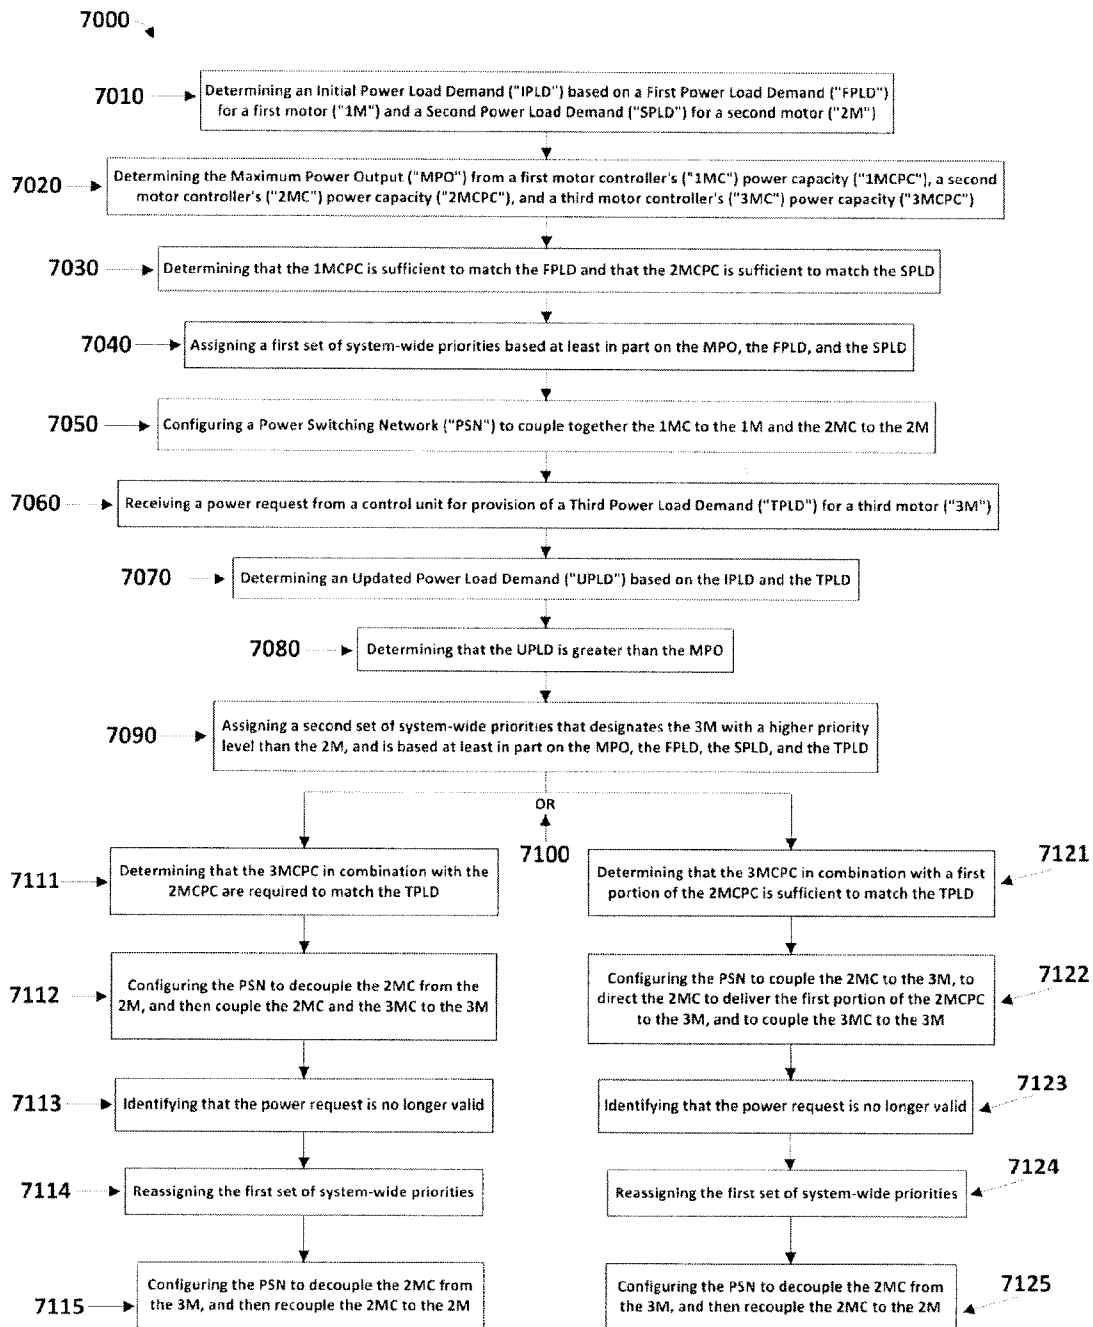 7000
7010
Determining an Initial Power Load Demand ("IPLD") based on a First Power Load Demand ("FPLD")
for a first motor ("1M") and a Second Power Load Demand ("SPLD") for a second motor ("2M")
7020
Determining the Maximum Power Output ("MPO") from a first motor controller's ("1MC") power capacity ("1MCPC"), a second
motor controller's ("2MC") power capacity ("2MCPC"), and a third motor controller's ("3MC") power capacity ("3MCPC")
7030
Determining that the 1MCPC is sufficient to match the FPLD and that the 2MCPC is sufficient to match the SPLD
7040
Assigning a first set of system-wide priorities based at least in part on the MPO, the FPLD, and the SPLD
7050
Configuring a Power Switching Network ("PSN") to couple together the 1MC to the 1M and the 2MC to the 2M
7060
Receiving a power request from a control unit for provision of a Third Power Load Demand ("TPLD") for a third motor ("3M")
7070
Determining an Updated Power Load Demand ("UPLD") based on the IPLD and the TPLD
7080
Determining that the UPLD is greater than the MPO
7090
Assigning a second set of system-wide priorities that designates the 3M with a higher priority
level than the 2M, and is based at least in part on the MPO, the FPLD, the SPLD, and the TPLD
OR
7100
7111
Determining that the 3MCPC in combination with the
2MCPC are required to match the TPLD
7112
Configuring the PSN to decouple the 2MC from the
2M, and then couple the 2MC and the 3MC to the 3M
7113
Identifying that the power request is no longer valid
7114
Reassigning the first set of system-wide priorities
7115
Configuring the PSN to decouple the 2MC from
the 3M, and then recouple the 2MC to the 2M
7121
Determining that the 3MCPC in combination with a first
portion of the 2MCPC is sufficient to match the TPLD
7122
Configuring the PSN to couple the 2MC to the 3M, to
direct the 2MC to deliver the first portion of the 2MCPC
to the 3M, and to couple the 3MC to the 3M
7123
Identifying that the power request is no longer valid
7124
Reassigning the first set of system-wide priorities
7125
Configuring the PSN to decouple the 2MC from
the 3M, and then recouple the 2MC to the 2M